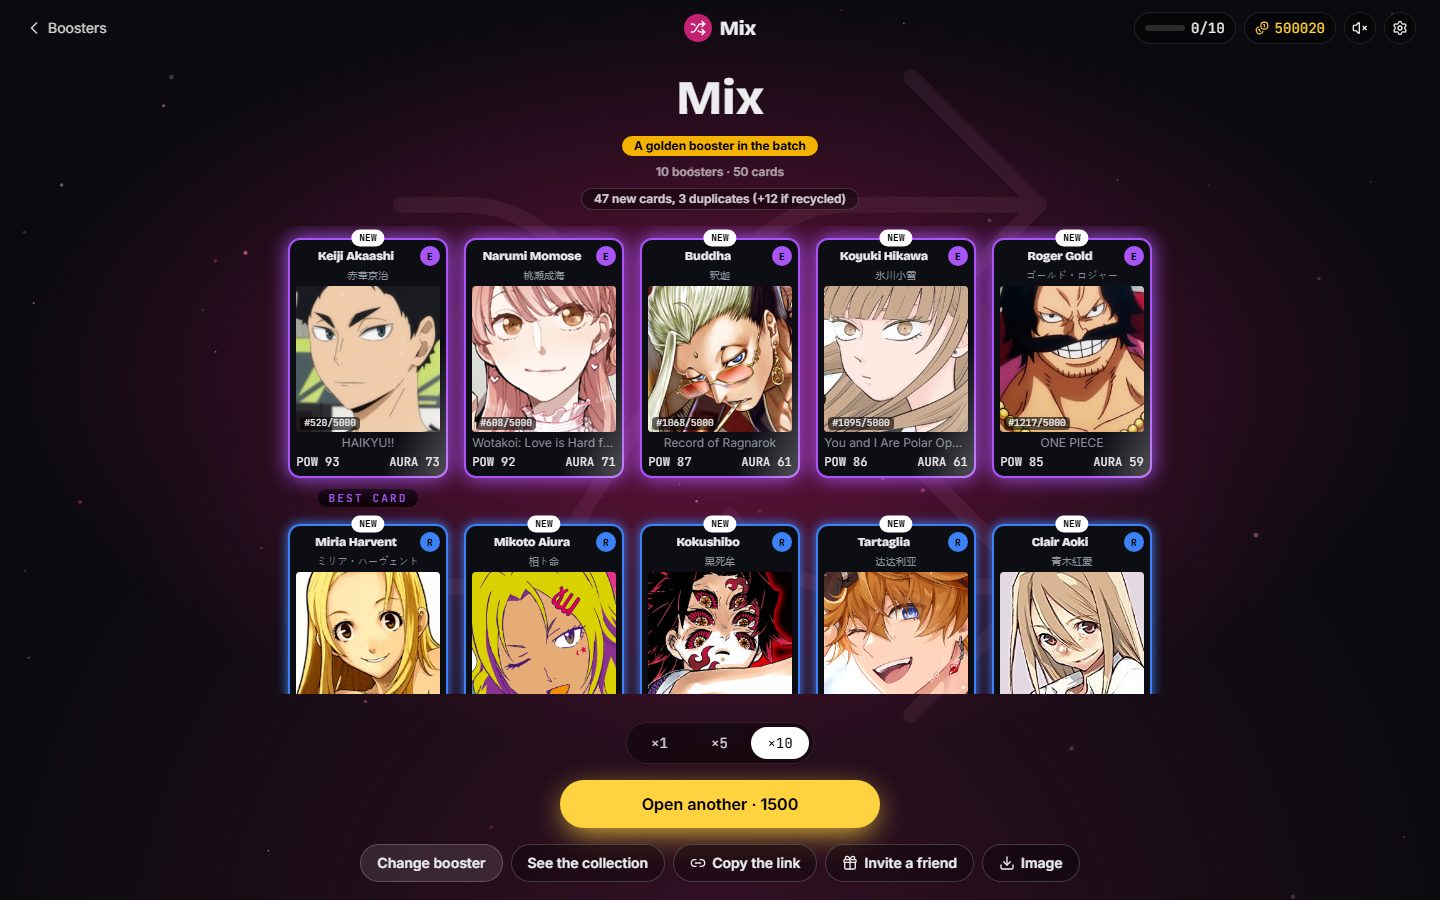 Boosters
Mix
0/10
500020
Mix
A golden booster in the batch
10 boosters · 50 cards
47 new cards, 3 duplicates (+12 if recycled)
NEW
NEW
NEW
NEW
NEW
Keiji Akaashi
E
Narumi Momose
E
Buddha
E
Koyuki Hikawa
E
Roger Gold
E
赤葦京治
桃瀬成海
釈迦
氷川小雪
ゴールド・ロジャー
#520/5000
#608/5000
#1068/5000
#1095/5000
#1217/5000
HAIKYU!!
Wotakoi: Love is Hard f...
Record of Ragnarok
You and I Are Polar Op...
ONE PIECE
POW 93
AURA 73
POW 92
AURA 71
POW 87
AURA 61
POW 86
AURA 61
POW 85
AURA 59
BEST CARD
NEW
NEW
NEW
NEW
NEW
Miria Harvent
R
Mikoto Aiura
R
Kokushibo
R
Tartaglia
R
Clair Aoki
R
ミリア・ハーヴェント
相ト命
黒死牟
达达利亚
青木紅愛
×1
×5
×10
Open another · 1500
Change booster
See the collection
Copy the link
Invite a friend
Image